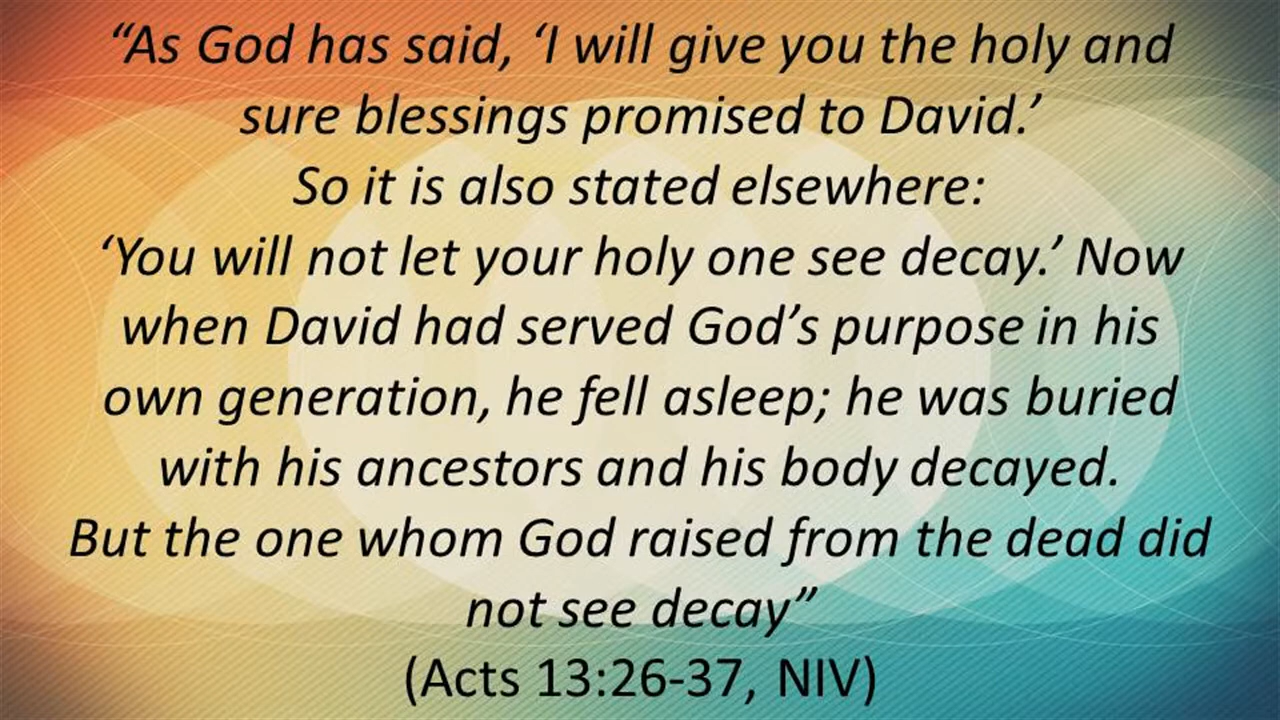 “As God has said, ‘I will give you the holy and
sure blessings promised to David.’
So it is also stated elsewhere:
‘You will not let your holy one see decay.’ Now
when David had served God’s purpose in his
own generation, he fell asleep; he was buried
with his ancestors and his body decayed.
But the one whom God raised from the dead did
not see decay”
(Acts 13:26-37, NIV)